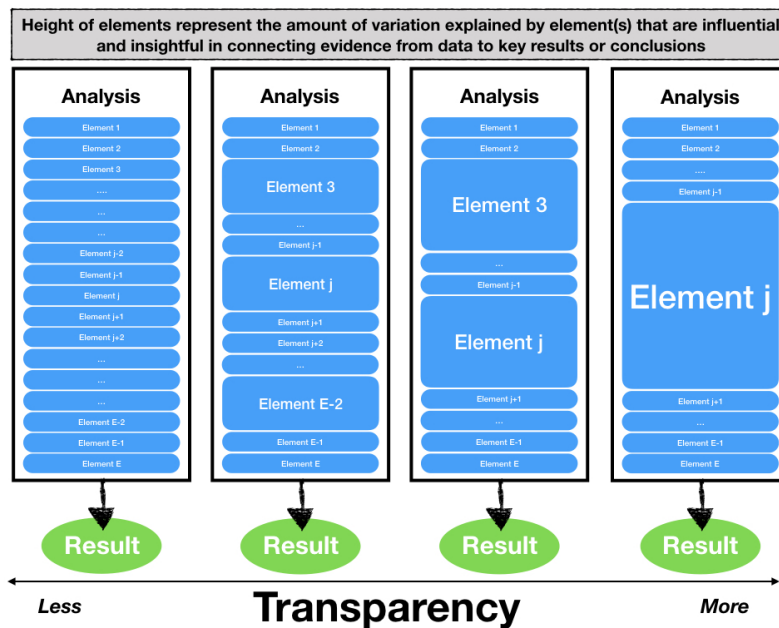 Height of elements represent the amount of variation explained by element(s) that are influential
and insightful in connecting evidence from data to key results or conclusions
Analysis
Element 1
Element 2
Element 3
....
...
...
Element j-2
Element j-1
Element j
Element j+1
Element j+2
...
...
...
Element E-2
Element E-1
Element E
Result
Analysis
Element 1
Element 2
Element 3
...
Element j-1
Element j
Element j+1
Element j+2
...
Element E-2
Element E-1
Element E
Result
Analysis
Element 1
Element 2
Element 3
...
Element j-1
Element j
Element j+1
...
Element E-1
Element E
Result
Analysis
Element 1
Element 2
....
Element j-1
Element j
Element j+1
...
Element E-1
Element E
Result
Less
Transparency
More